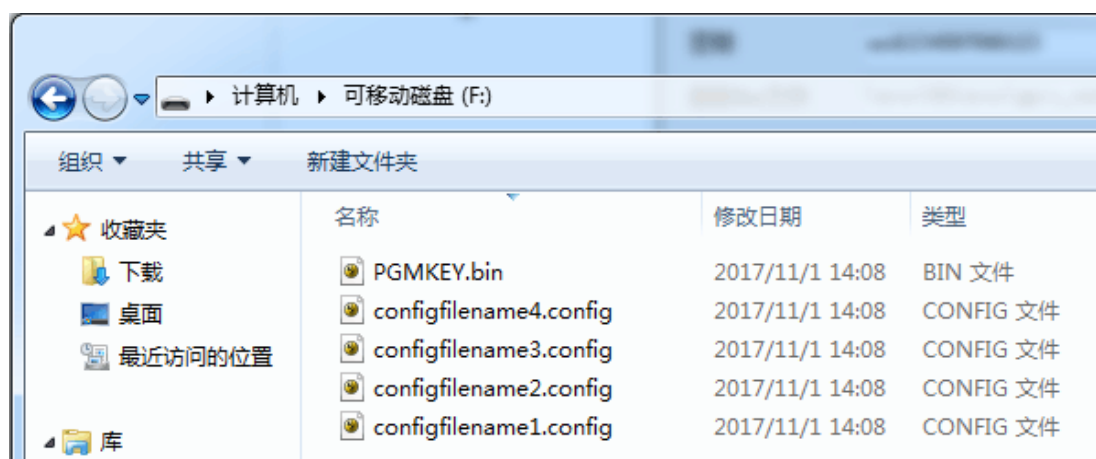 计算机 可移动磁盘 (F:)
组织 共享 新建文件夹
名称 修改日期 类型
收藏夹
下载
桌面
最近访问的位置
库
PGMKEY.bin 2017/11/1 14:08 BIN 文件
configfilename4.config 2017/11/1 14:08 CONFIG 文件
configfilename3.config 2017/11/1 14:08 CONFIG 文件
configfilename2.config 2017/11/1 14:08 CONFIG 文件
configfilename1.config 2017/11/1 14:08 CONFIG 文件